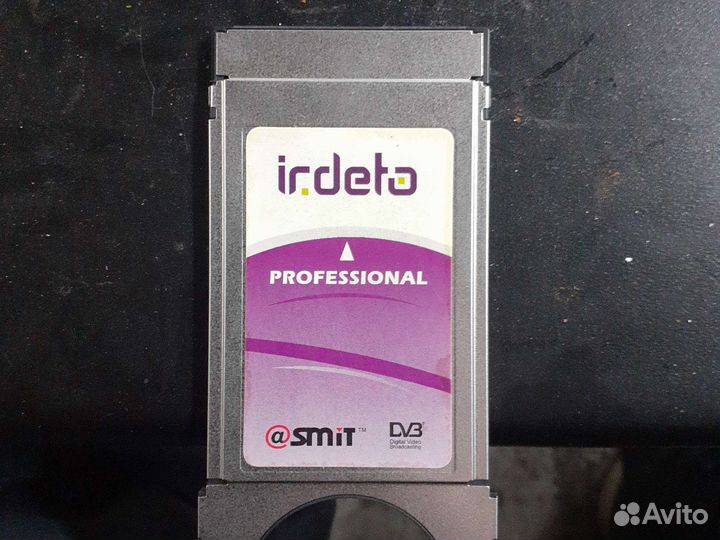 irdeto
PROFESSIONAL
@SMiT™
DVB®
Digital Video
Broadcasting
Avito